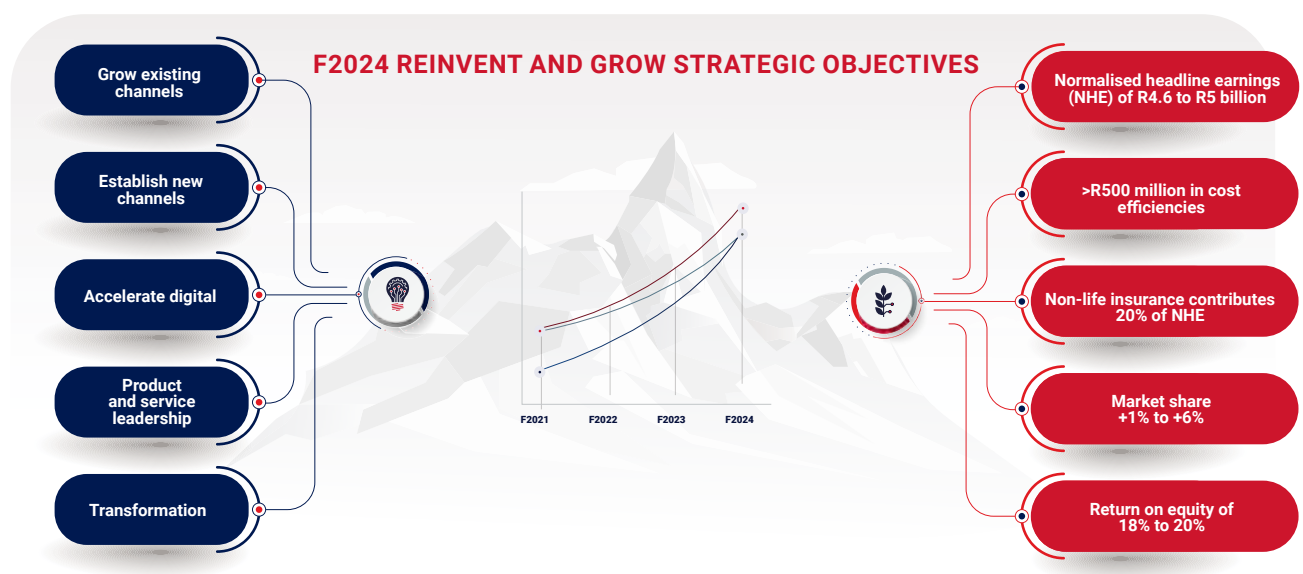 F2024 REINVENT AND GROW STRATEGIC OBJECTIVES
Grow existing
channels
Establish new
channels
Accelerate digital
Product
and service
leadership
Transformation
F2021
F2022
F2023
F2024
Normalised headline earnings
(NHE) of R4.6 to R5 billion
>R500 million in cost
efficiencies
Non-life insurance contributes
20% of NHE
Market share
+1% to +6%
Return on equity of
18% to 20%